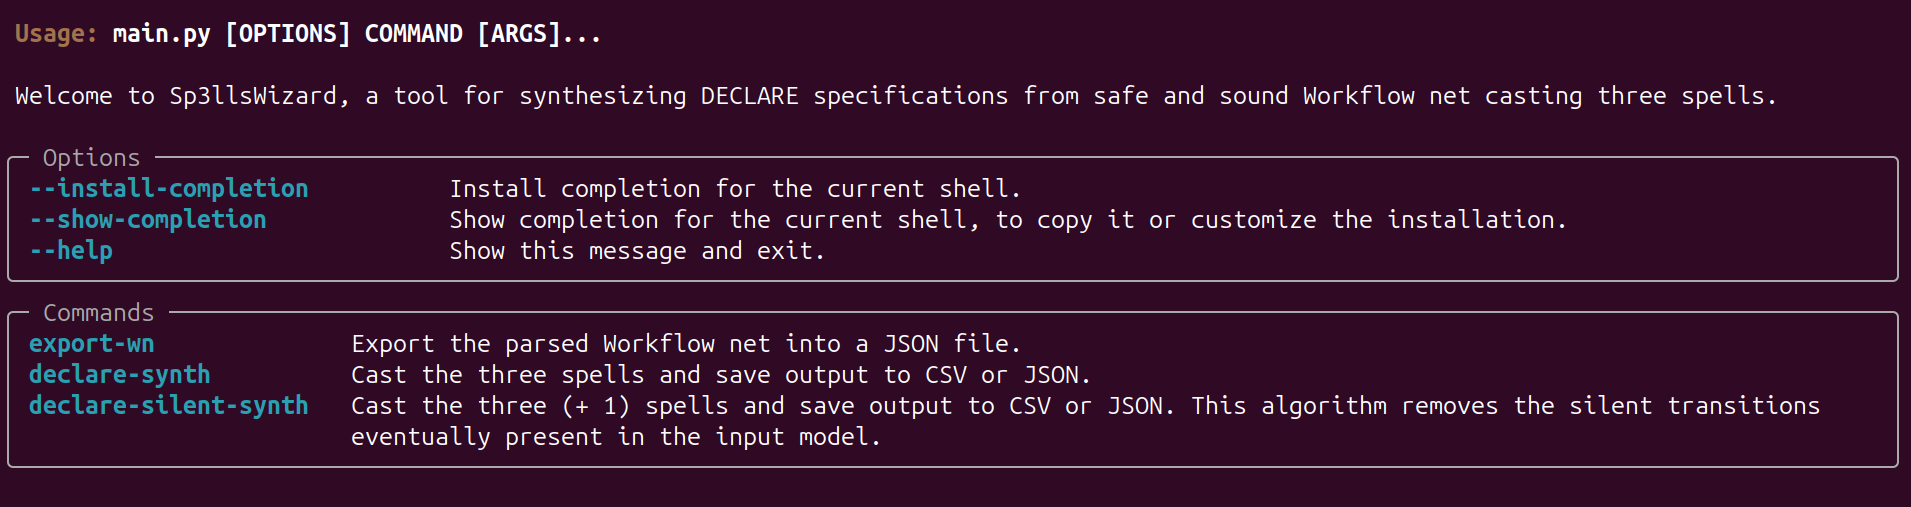 Usage: main.py [OPTIONS] COMMAND [ARGS]...
Welcome to Sp3llsWizard, a tool for synthesizing DECLARE specifications from safe and sound Workflow net casting three spells.
Options
--install-completion Install completion for the current shell.
--show-completion Show completion for the current shell, to copy it or customize the installation.
--help Show this message and exit.
Commands
export-wn Export the parsed Workflow net into a JSON file.
declare-synth Cast the three spells and save output to CSV or JSON.
declare-silent-synth Cast the three (+ 1) spells and save output to CSV or JSON. This algorithm removes the silent transitions
eventually present in the input model.